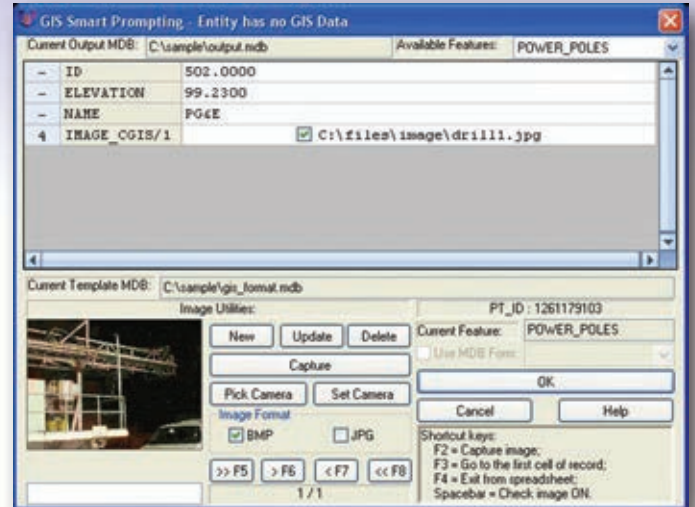 GIS Smart Prompting - Entity has no GIS Data
Current Output MDB: C:\sample\output.mdb Available Features: POWER_POLES
- ID 502.0000
- ELEVATION 99.2300
- NAME PG&E
4 IMAGE_CGIS/1 C:\files\image\drill1.jpg
Current Template MDB: C:\sample\gis_format.mdb
Image Utilities:
PT_ID : 1261179103
New Update Delete
Current Feature: POWER_POLES
Use MDB Form:
Capture
OK
Pick Camera Set Camera
Cancel Help
Image Format
BMP JPG
Shortcut keys:
F2 = Capture image;
F3 = Go to the first cell of record;
F4 = Exit from spreadsheet;
Spacebar = Check image ON.
>> F5 > F6 < F7 << F8
1 / 1